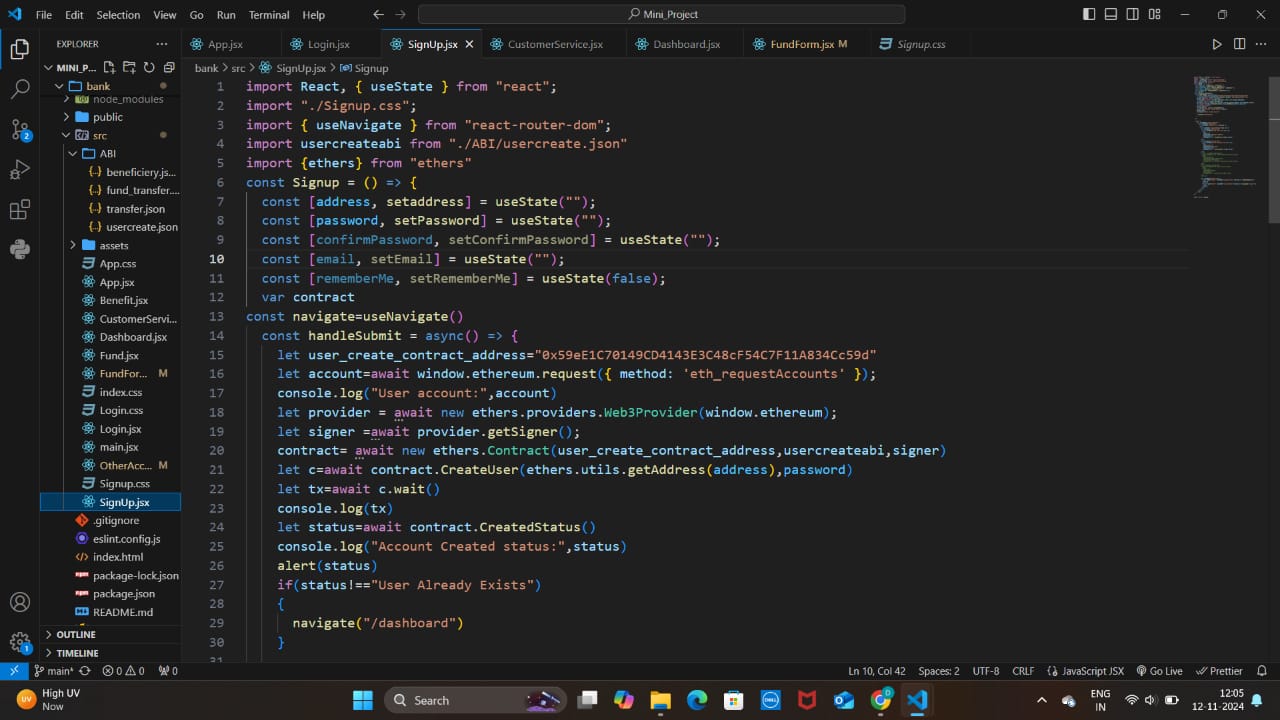 File Edit Selection View Go Run Terminal Help
Mini_Project
EXPLORER
App.jsx
Login.jsx
SignUp.jsx
CustomerService.jsx
Dashboard.jsx
FundForm.jsx M
Signup.css
MINI_P...
bank
node_modules
public
src
ABI
beneficiery.js...
fund_transfer....
transfer.json
usercreate.json
assets
App.css
App.jsx
Benefit.jsx
CustomerServi...
Dashboard.jsx
Fund.jsx
FundFor... M
index.css
Login.css
Login.jsx
main.jsx
OtherAcc... M
Signup.css
SignUp.jsx
.gitignore
eslint.config.js
index.html
package-lock.json
package.json
README.md
OUTLINE
TIMELINE
2
1
bank > src > SignUp.jsx > Signup
1 import React, { useState } from "react";
2 import "./Signup.css";
3 import { useNavigate } from "react-router-dom";
4 import usercreateabi from "./ABI/usercreate.json"
5 import {ethers} from "ethers"
6 const Signup = () => {
7 const [address, setaddress] = useState("");
8 const [password, setPassword] = useState("");
9 const [confirmPassword, setConfirmPassword] = useState("");
10 const [email, setEmail] = useState("");
11 const [rememberMe, setRememberMe] = useState(false);
12 var contract
13 const navigate=useNavigate()
14 const handleSubmit = async() => {
15 let user_create_contract_address="0x59eE1C70149CD4143E3C48cF54C7F11A834Cc59d"
16 let account=await window.ethereum.request({ method: 'eth_requestAccounts' });
17 console.log("User account:",account)
18 let provider = await new ethers.providers.Web3Provider(window.ethereum);
19 let signer =await provider.getSigner();
20 contract= await new ethers.Contract(user_create_contract_address,usercreateabi,signer)
21 let c=await contract.CreateUser(ethers.utils.getAddress(address),password)
22 let tx=await c.wait()
23 console.log(tx)
24 let status=await contract.CreatedStatus()
25 console.log("Account Created status:",status)
26 alert(status)
27 if(status!=="User Already Exists")
28 {
29 navigate("/dashboard")
30 }
31
main* 0 0 0 Ln 10, Col 42 Spaces: 2 UTF-8 CRLF JavaScript JSX Go Live Prettier
UV High UV
Now
Search
ENG
IN
12:05
12-11-2024